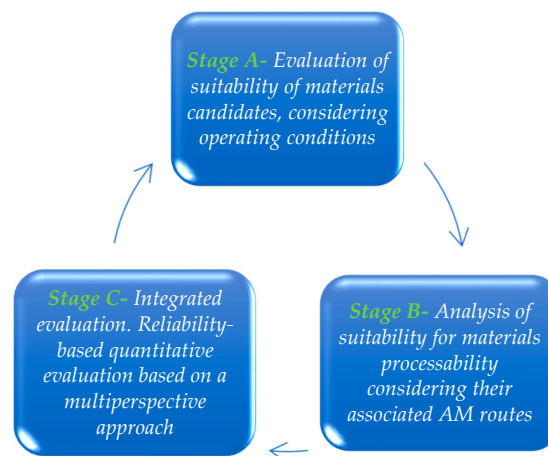 Stage A- Evaluation of
suitability of materials
candidates, considering
operating conditions
Stage B- Analysis of
suitability for materials
processability
considering their
associated AM routes
Stage C- Integrated
evaluation. Reliability-
based quantitative
evaluation based on a
multiperspective
approach